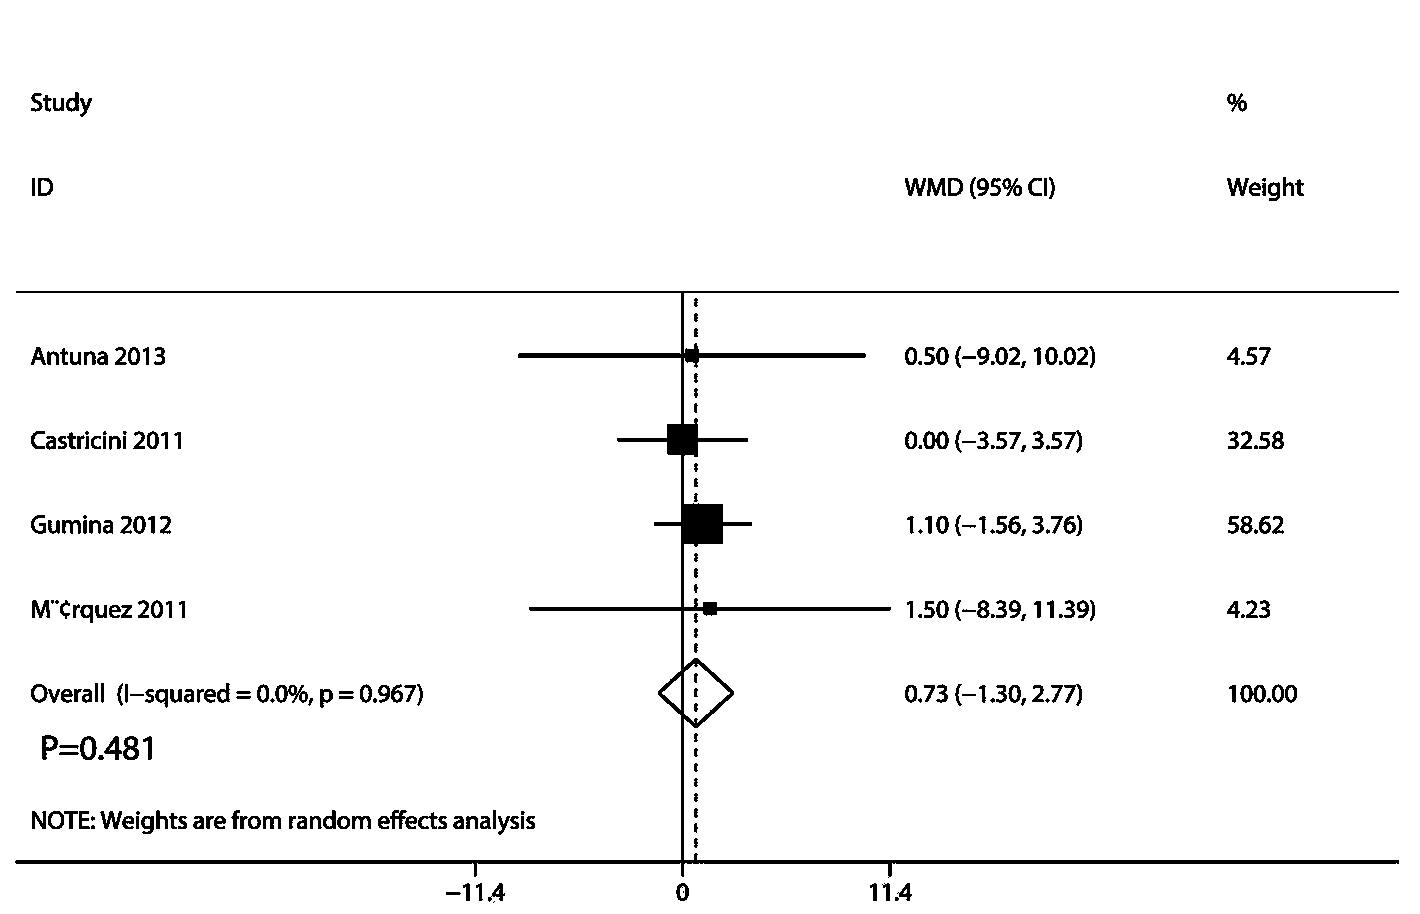 Study %
ID WMD (95% CI) Weight
Antuna 2013 0.50 (−9.02, 10.02) 4.57
Castricini 2011 0.00 (−3.57, 3.57) 32.58
Gumina 2012 1.10 (−1.56, 3.76) 58.62
M¨¢rquez 2011 1.50 (−8.39, 11.39) 4.23
Overall (I−squared = 0.0%, p = 0.967) 0.73 (−1.30, 2.77) 100.00
P=0.481
NOTE: Weights are from random effects analysis
−11.4 0 11.4